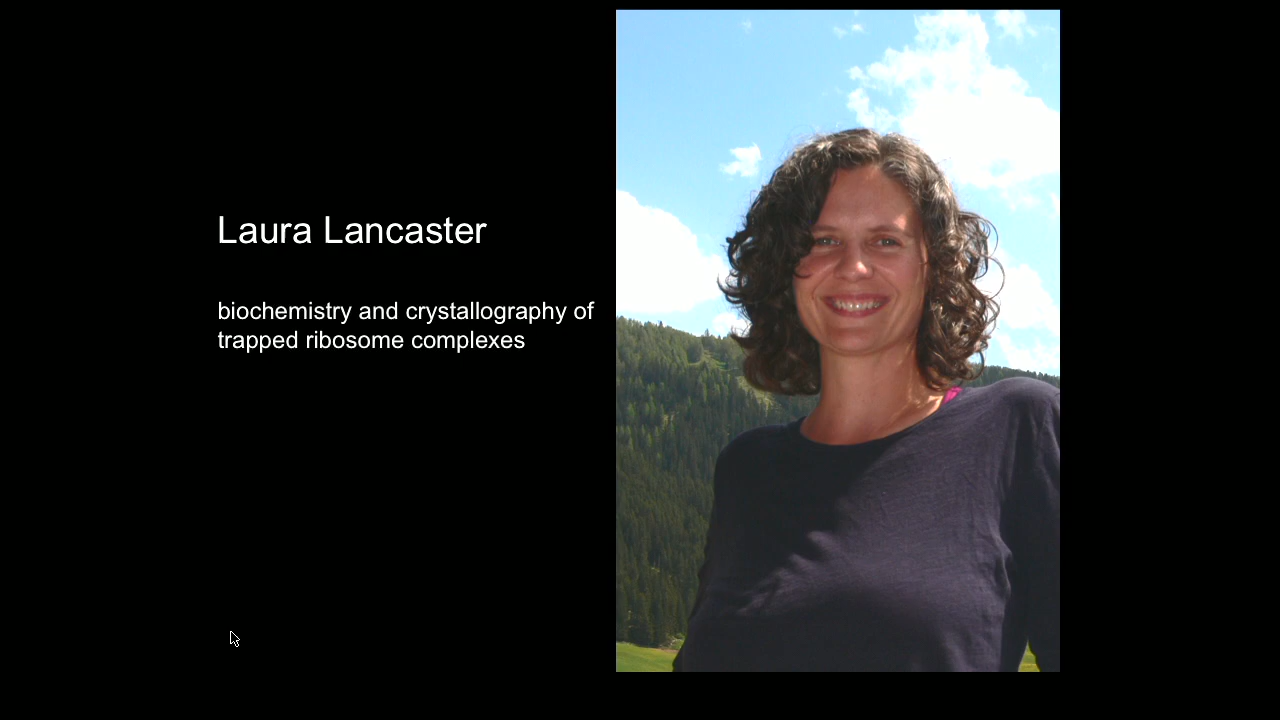 Laura Lancaster
biochemistry and crystallography of
trapped ribosome complexes